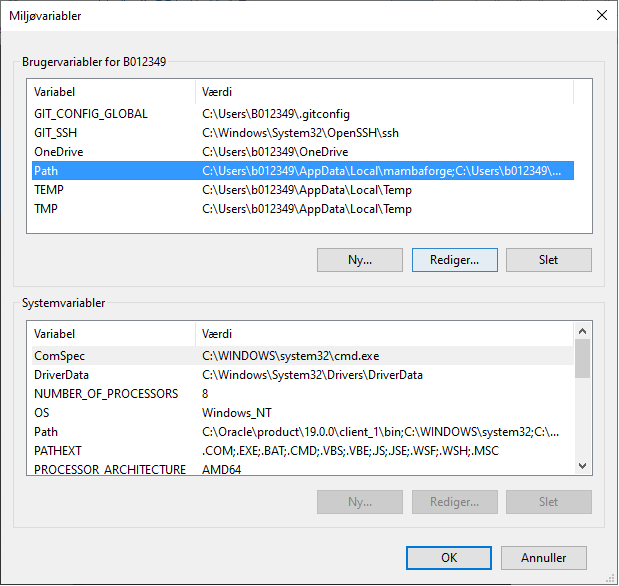 Miljøvariabler
Brugervariabler for B012349
Variabel Værdi
GIT_CONFIG_GLOBAL C:\Users\B012349\.gitconfig
GIT_SSH C:\Windows\System32\OpenSSH\ssh
OneDrive C:\Users\b012349\OneDrive
Path C:\Users\b012349\AppData\Local\mambaforge;C:\Users\b012349\...
TEMP C:\Users\b012349\AppData\Local\Temp
TMP C:\Users\b012349\AppData\Local\Temp
Ny... Rediger... Slet
Systemvariabler
Variabel Værdi
ComSpec C:\WINDOWS\system32\cmd.exe
DriverData C:\Windows\System32\Drivers\DriverData
NUMBER_OF_PROCESSORS 8
OS Windows_NT
Path C:\Oracle\product\19.0.0\client_1\bin;C:\WINDOWS\system32;C:\...
PATHEXT .COM;.EXE;.BAT;.CMD;.VBS;.VBE;.JS;.JSE;.WSF;.WSH;.MSC
PROCESSOR_ARCHITECTURE AMD64
Ny... Rediger... Slet
OK Annuller